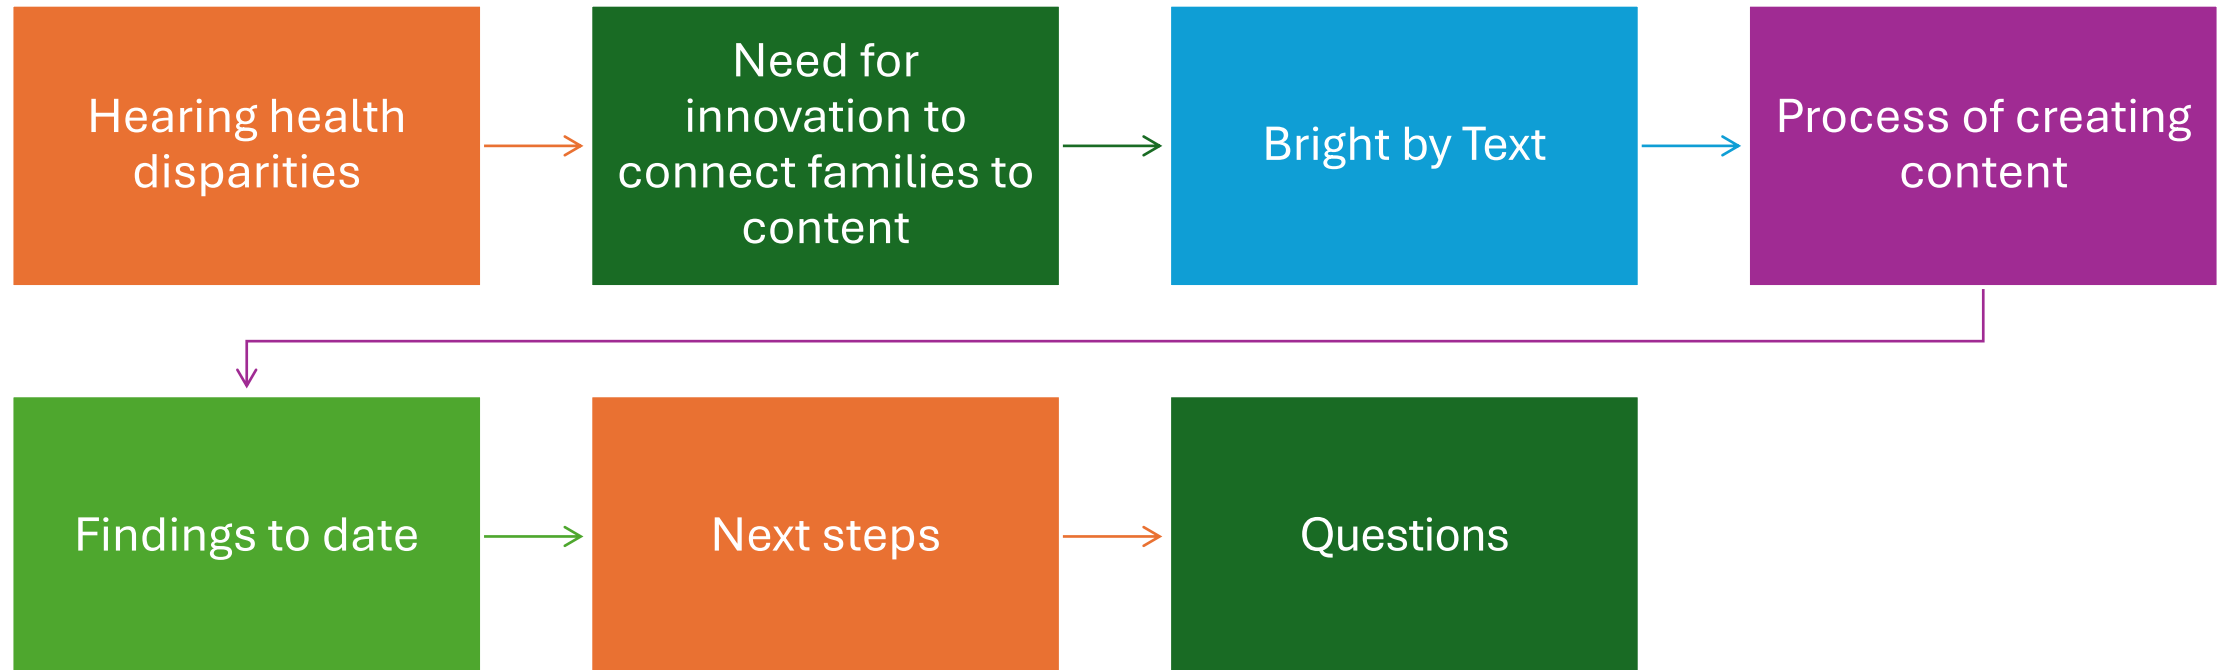 Hearing health
disparities
Need for
innovation to
connect families to
content
Bright by Text
Process of creating
content
Findings to date
Next steps
Questions